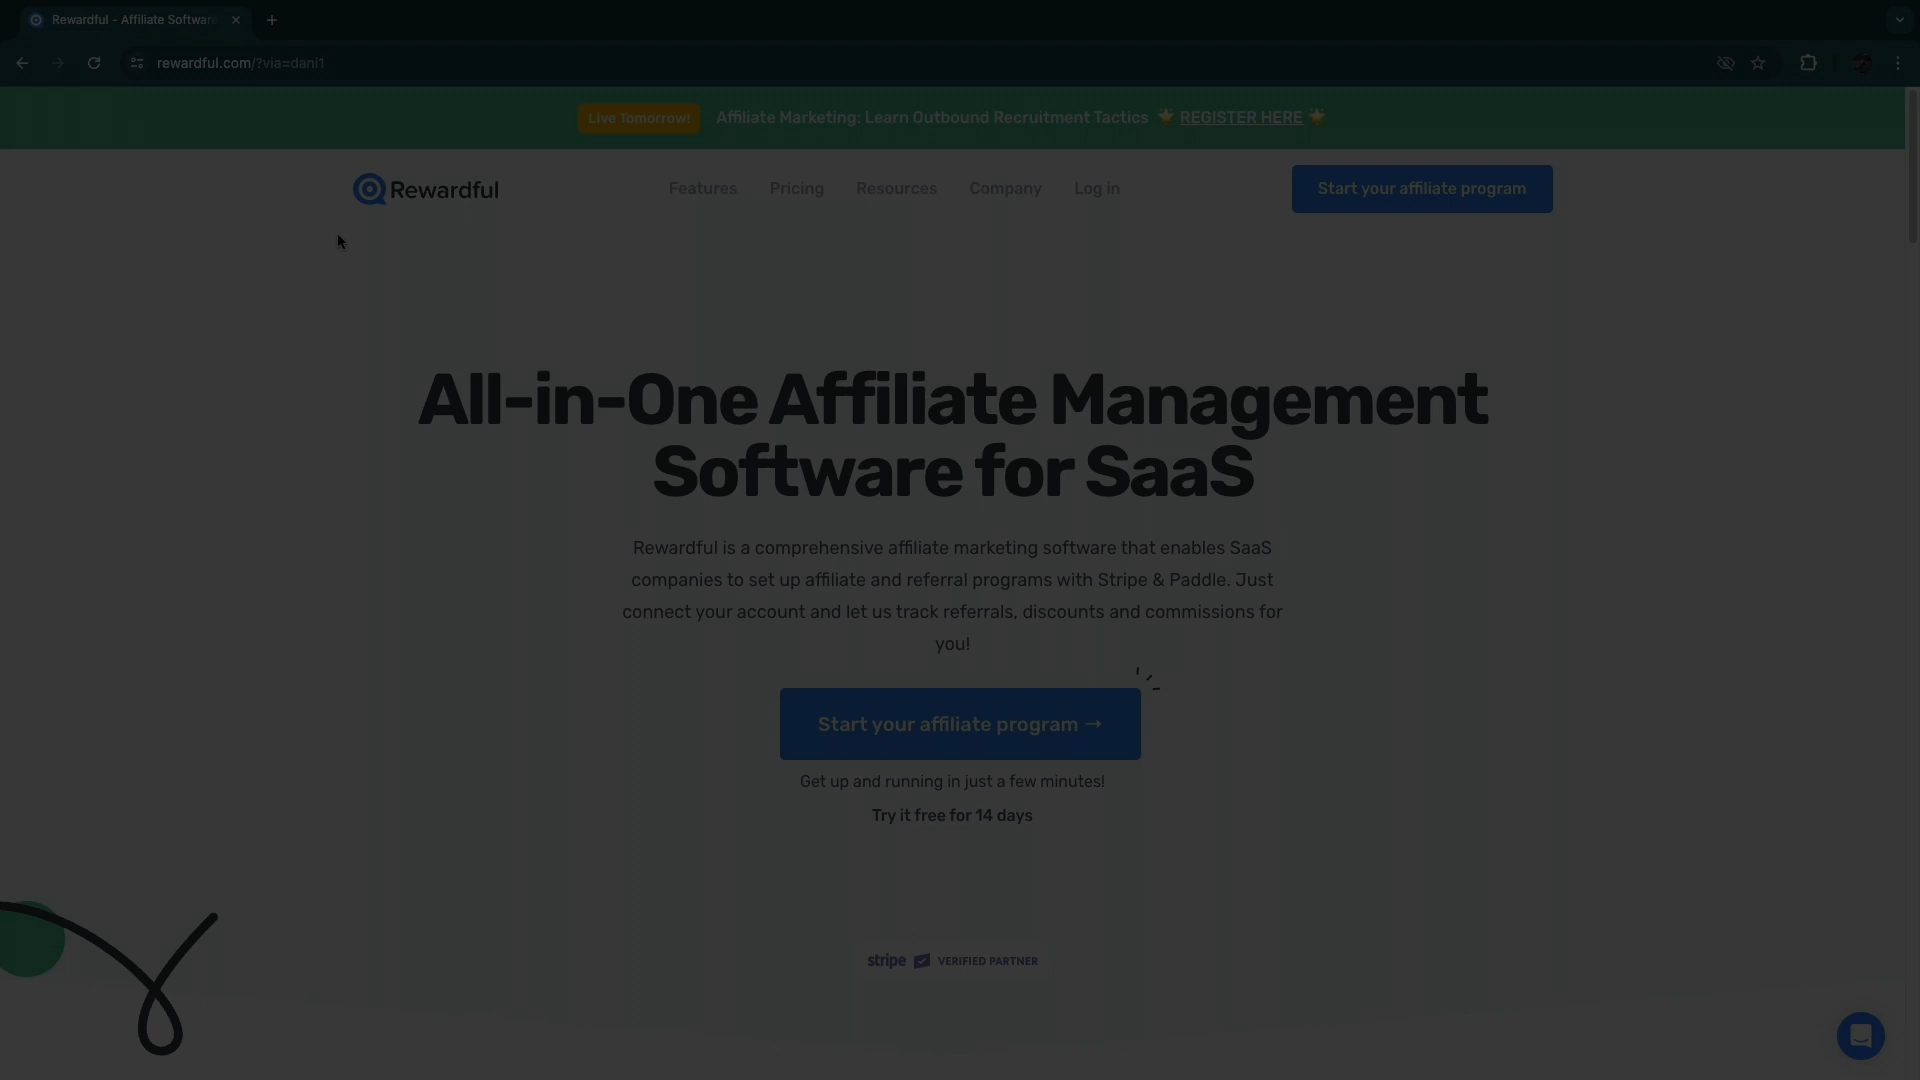 Rewardful - Affiliate Software
rewardful.com/?via=dani1
Live Tomorrow! Affiliate Marketing: Learn Outbound Recruitment Tactics 🌟 REGISTER HERE 🌟
Rewardful Features Pricing Resources Company Log in Start your affiliate program
All-in-One Affiliate Management
Software for SaaS
Rewardful is a comprehensive affiliate marketing software that enables SaaS
companies to set up affiliate and referral programs with Stripe & Paddle. Just
connect your account and let us track referrals, discounts and commissions for
you!
Start your affiliate program →
Get up and running in just a few minutes!
Try it free for 14 days
stripe VERIFIED PARTNER